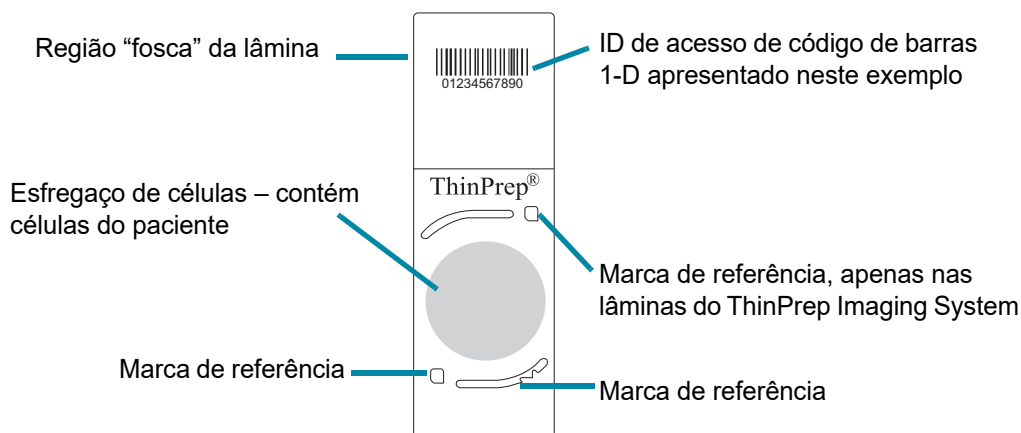 Região “fosca” da lâmina
ID de acesso de código de barras
1-D apresentado neste exemplo
01234567890
ThinPrep®
Esfregaço de células – contém
células do paciente
Marca de referência, apenas nas
lâminas do ThinPrep Imaging System
Marca de referência
Marca de referência